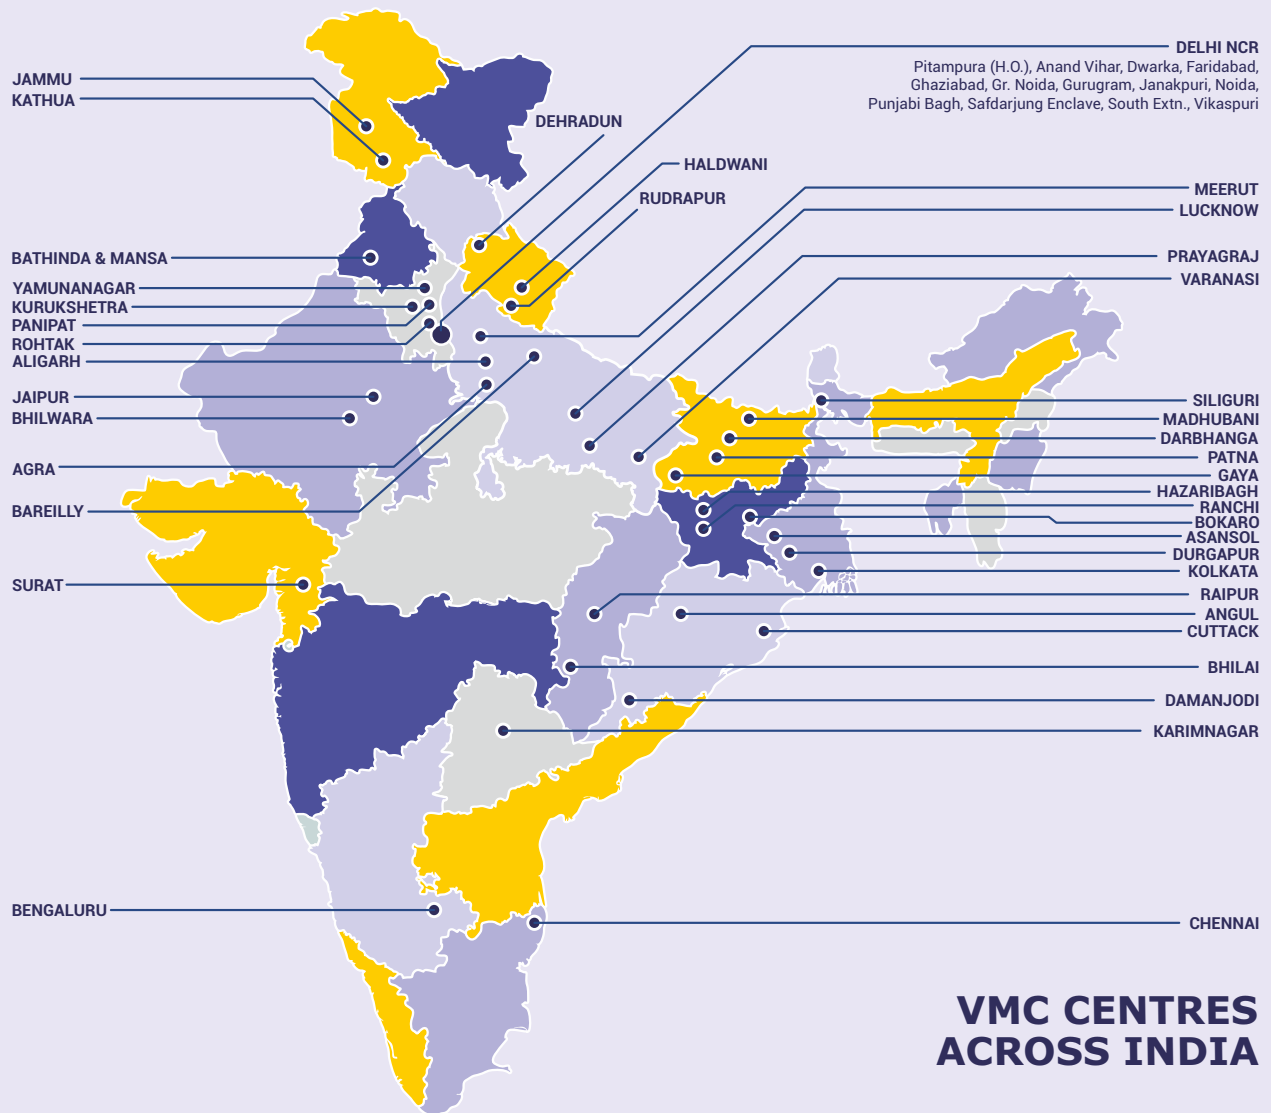 DELHI NCR
Pitampura (H.O.), Anand Vihar, Dwarka, Faridabad,
Ghaziabad, Gr. Noida, Gurugram, Janakpuri, Noida,
Punjabi Bagh, Safdarjung Enclave, South Extn., Vikaspuri
JAMMU
KATHUA
DEHRADUN
HALDWANI
RUDRAPUR
MEERUT
LUCKNOW
PRAYAGRAJ
VARANASI
BATHINDA & MANSA
YAMUNANAGAR
KURUKSHETRA
PANIPAT
ROHTAK
ALIGARH
JAIPUR
BHILWARA
AGRA
BAREILLY
SURAT
BENGALURU
SILIGURI
MADHUBANI
DARBHANGA
PATNA
GAYA
HAZARIBAGH
RANCHI
BOKARO
ASANSOL
DURGAPUR
KOLKATA
RAIPUR
ANGUL
CUTTACK
BHILAI
DAMANJODI
KARIMNAGAR
CHENNAI
VMC CENTRES
ACROSS INDIA